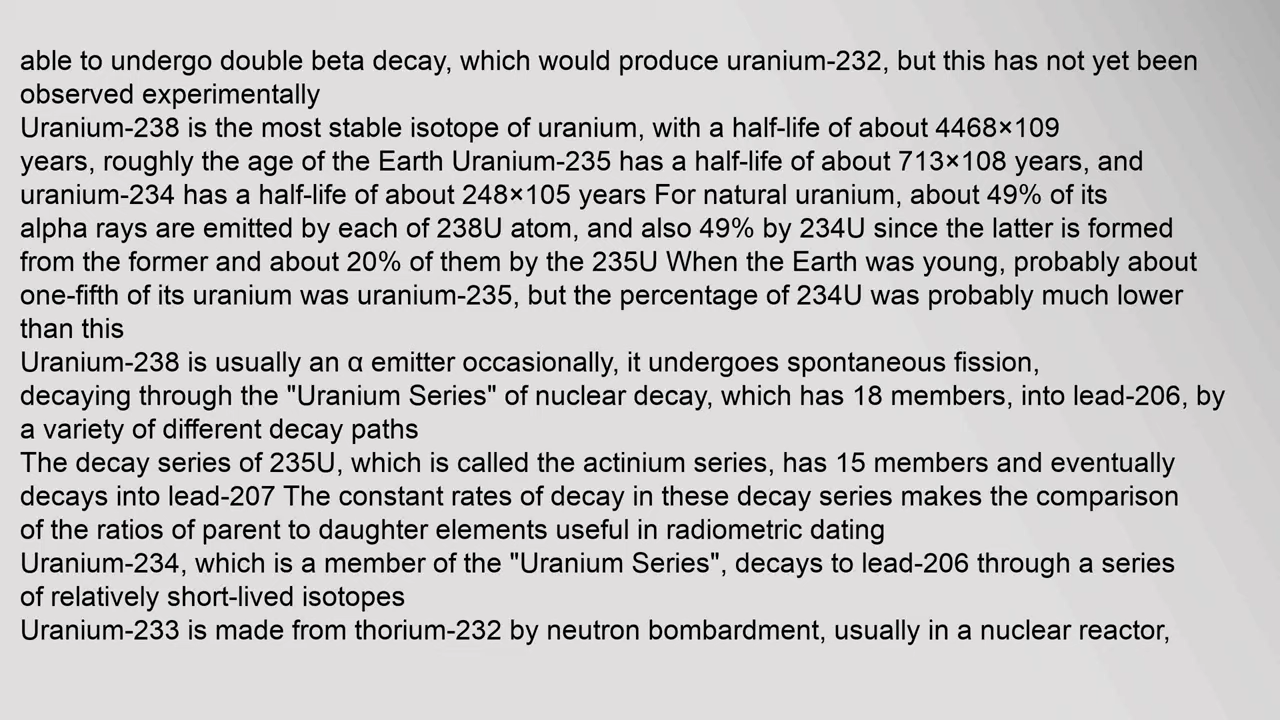 able to undergo double beta decay, which would produce uranium-232, but this has not yet been
observed experimentally
Uranium-238 is the most stable isotope of uranium, with a half-life of about 4468×109
years, roughly the age of the Earth Uranium-235 has a half-life of about 713×108 years, and
uranium-234 has a half-life of about 248×105 years For natural uranium, about 49% of its
alpha rays are emitted by each of 238U atom, and also 49% by 234U since the latter is formed
from the former and about 20% of them by the 235U When the Earth was young, probably about
one-fifth of its uranium was uranium-235, but the percentage of 234U was probably much lower
than this
Uranium-238 is usually an α emitter occasionally, it undergoes spontaneous fission,
decaying through the "Uranium Series" of nuclear decay, which has 18 members, into lead-206, by
a variety of different decay paths
The decay series of 235U, which is called the actinium series, has 15 members and eventually
decays into lead-207 The constant rates of decay in these decay series makes the comparison
of the ratios of parent to daughter elements useful in radiometric dating
Uranium-234, which is a member of the "Uranium Series", decays to lead-206 through a series
of relatively short-lived isotopes
Uranium-233 is made from thorium-232 by neutron bombardment, usually in a nuclear reactor,